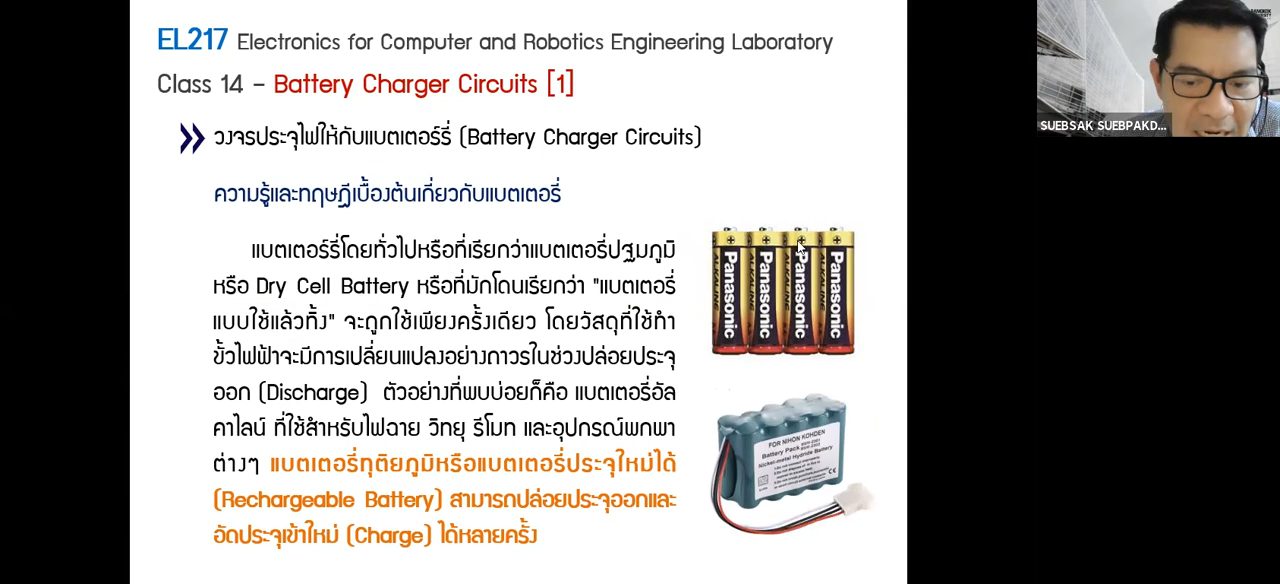 EL217 Electronics for Computer and Robotics Engineering Laboratory
Class 14 – Battery Charger Circuits [1]
วงจรประจุไฟให้กับแบตเตอร์รี่ (Battery Charger Circuits)
ความรู้และทฤษฎีเบื้องต้นเกี่ยวกับแบตเตอรี่
แบตเตอร์รี่โดยทั่วไปหรือที่เรียกว่าแบตเตอรี่ปฐมภูมิ
หรือ Dry Cell Battery หรือที่มักโดนเรียกว่า "แบตเตอรี่
แบบใช้แล้วทิ้ง" จะถูกใช้เพียงครั้งเดียว โดยวัสดุที่ใช้ทำ
ขั้วไฟฟ้าจะมีการเปลี่ยนแปลงอย่างถาวรในช่วงปล่อยประจุ
ออก (Discharge) ตัวอย่างที่พบบ่อยก็คือ แบตเตอรี่อัล
คาไลน์ ที่ใช้สำหรับไฟฉาย วิทยุ รีโมท และอุปกรณ์พกพา
ต่างๆ แบตเตอรี่ทุติยภูมิหรือแบตเตอรี่ประจุใหม่ได้
(Rechargeable Battery) สามารถปล่อยประจุออกและ
อัดประจุเข้าใหม่ (Charge) ได้หลายครั้ง
Panasonic
ALKALINE
Panasonic
ALKALINE
Panasonic
ALKALINE
Panasonic
ALKALINE
FOR NIHON KOHDEN
Battery Pack
Nickel-metal Hydride Battery
SUEBSAK SUEBPAKD...